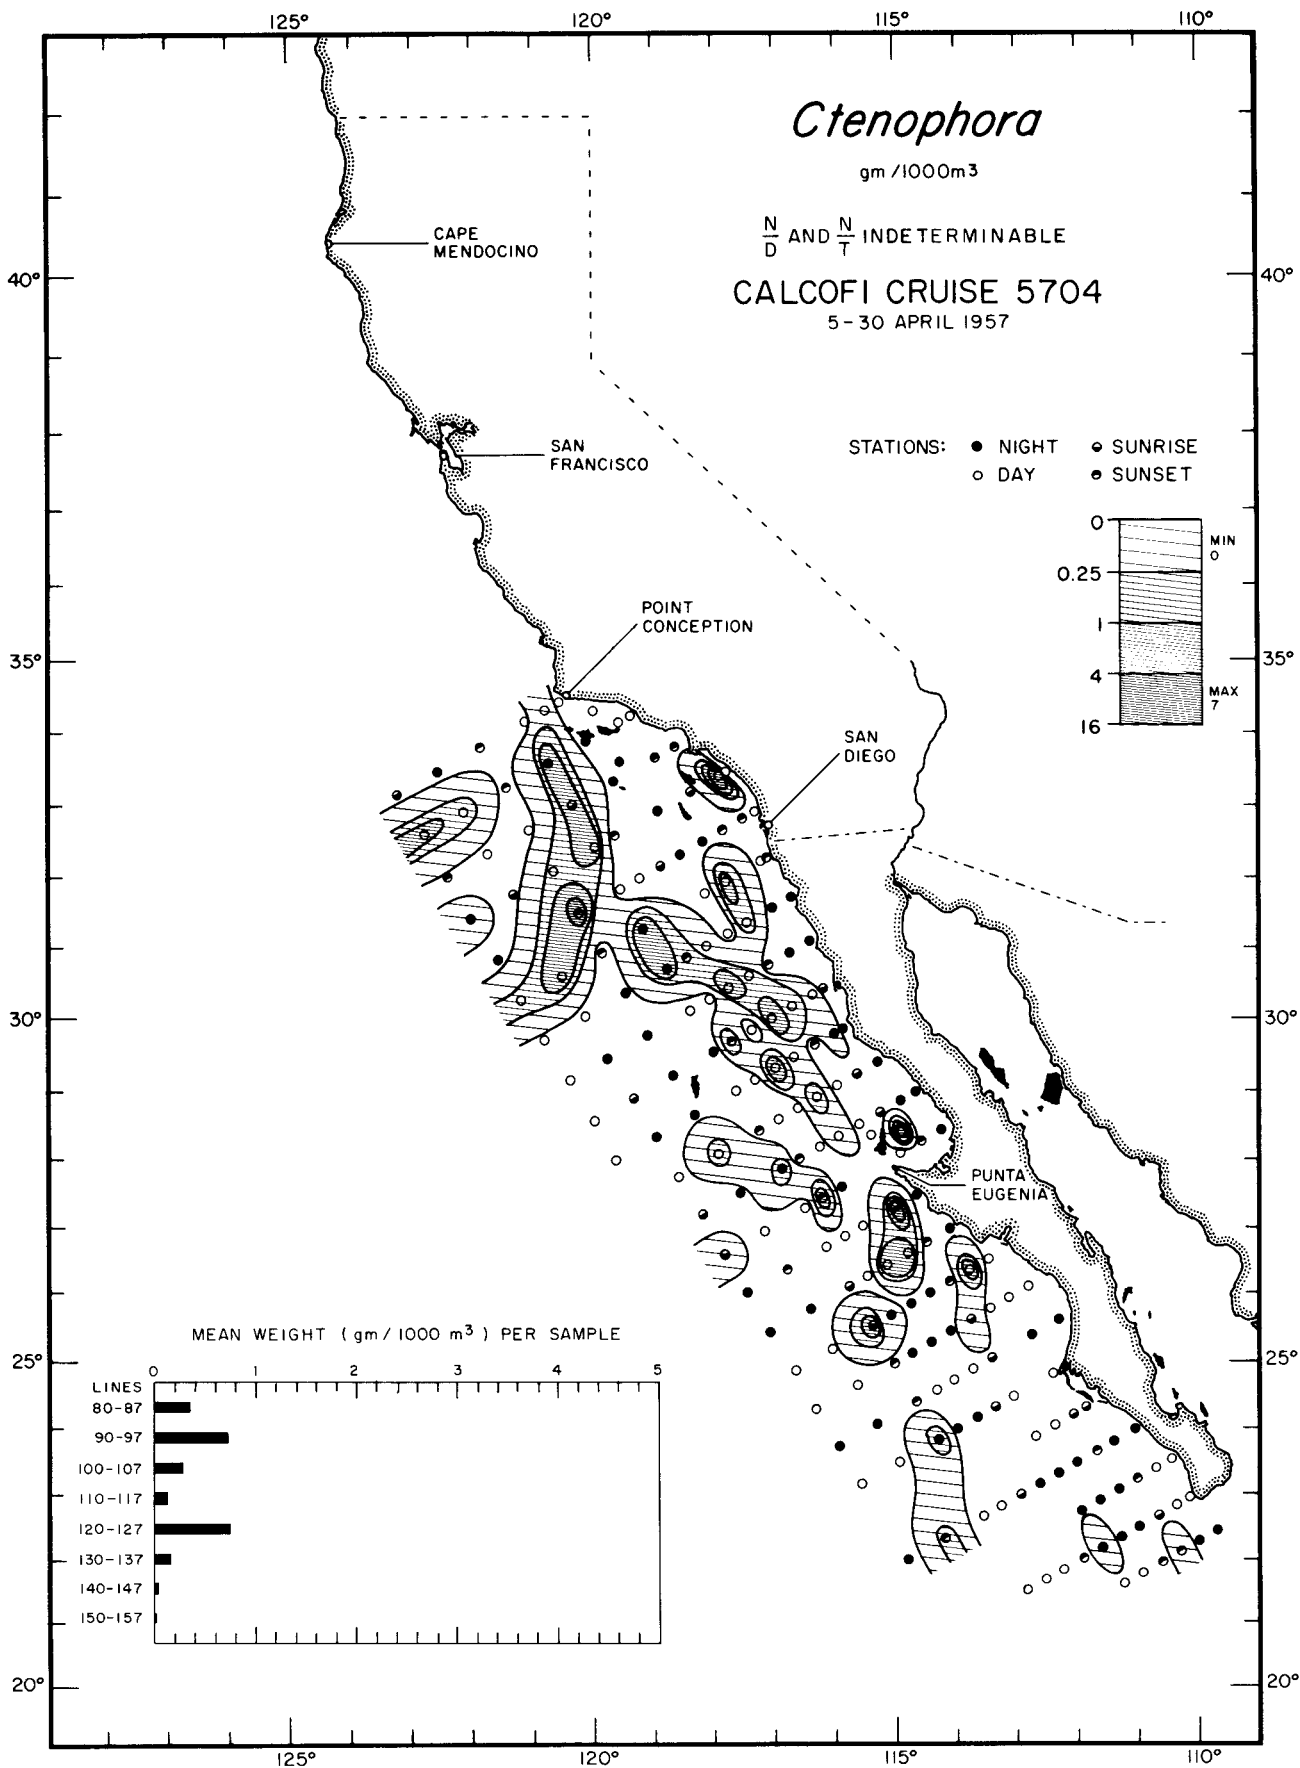 125° 120° 115° 110°
Ctenophora
gm/1000m³
N/D AND N/T INDETERMINABLE
CALCOFI CRUISE 5704
5-30 APRIL 1957
CAPE
MENDOCINO
40° 40°
SAN
FRANCISCO
STATIONS: ● NIGHT ◒ SUNRISE
○ DAY ◓ SUNSET
0
MIN
0
0.25
1
4
MAX
7
16
POINT
CONCEPTION
35° 35°
SAN
DIEGO
30° 30°
PUNTA
EUGENIA
MEAN WEIGHT (gm/1000 m³) PER SAMPLE
25° 25°
0 1 2 3 4 5
LINES
80-87
90-97
100-107
110-117
120-127
130-137
140-147
150-157
20° 20°
125° 120° 115° 110°